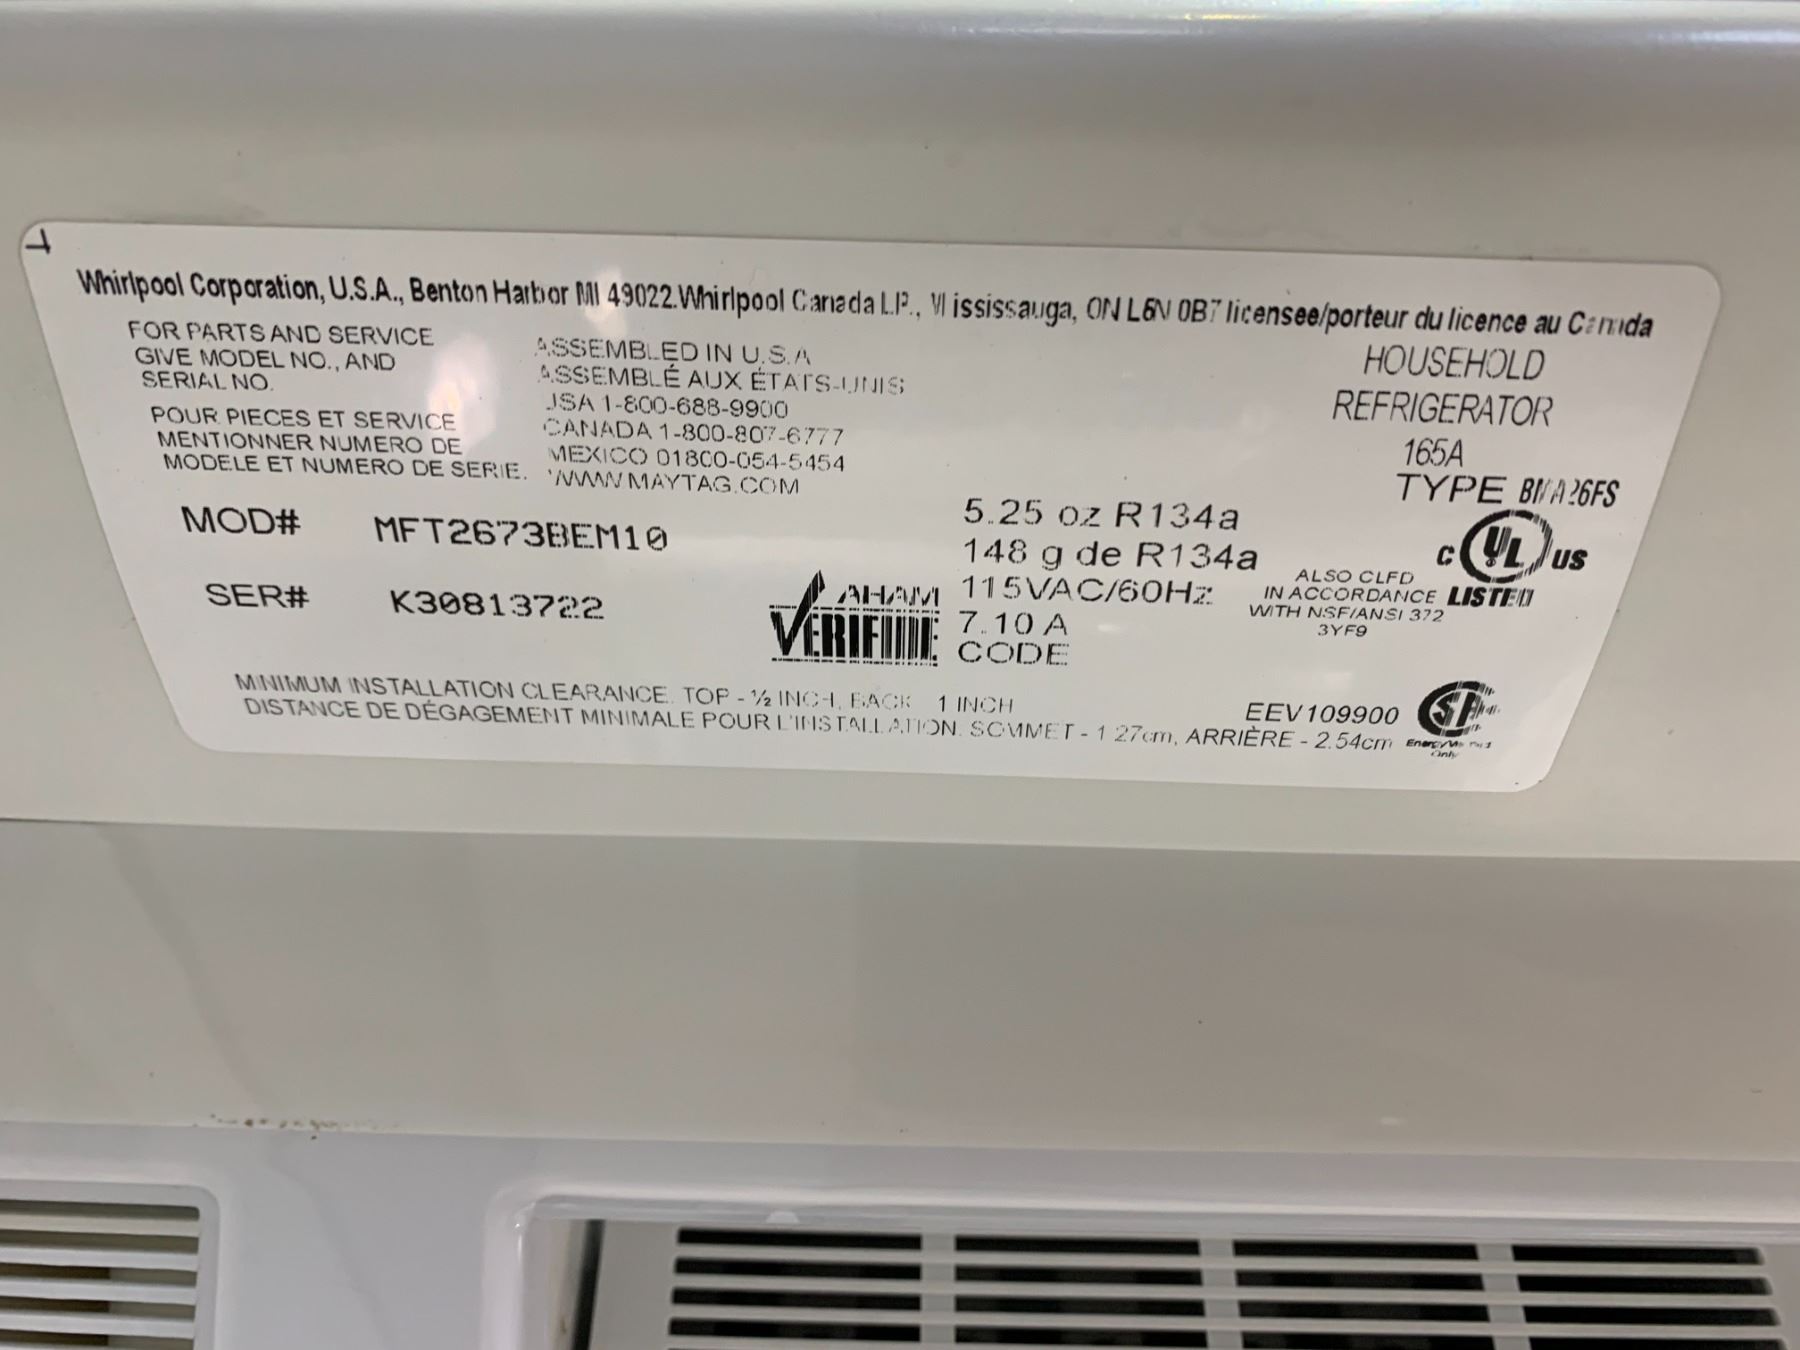 Whirlpool Corporation, U.S.A., Benton Harbor MI 49022. Whirlpool Canada L.P., Mississauga, ON L5N 0B7 licensee/porteur du licence au Canada
FOR PARTS AND SERVICE
GIVE MODEL NO., AND
SERIAL NO.
POUR PIECES ET SERVICE
MENTIONNER NUMERO DE
MODELE ET NUMERO DE SERIE.
ASSEMBLED IN U.S.A
ASSEMBLÉ AUX ÉTATS-UNIS
USA 1-800-688-9900
CANADA 1-800-807-6777
MEXICO 01800-054-5454
WWW.MAYTAG.COM
HOUSEHOLD
REFRIGERATOR
165A
TYPE
MOD# MFT2673BEM10
SER# K30813722
AHAM
VERIFIDE
5.25 oz R134a
148 g de R134a
115VAC/60Hz
7.10 A
CODE
C UL US
LISTED
ALSO CLFD
IN ACCORDANCE
WITH NSF/ANSI 372
3YF9
MINIMUM INSTALLATION CLEARANCE. TOP - ½ INCH, BACK 1 INCH
DISTANCE DE DÉGAGEMENT MINIMALE POUR L'INSTALLATION. SOMMET - 1.27cm, ARRIÈRE - 2.54cm
EEV109900
Only